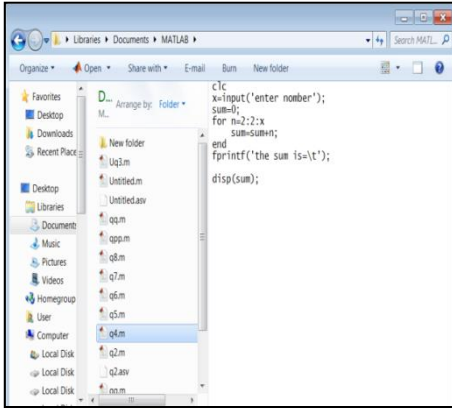 Libraries
Documents
MATLAB
Search MATL...
Organize
Open
Share with
E-mail
Burn
New folder
Favorites
Desktop
Downloads
Recent Place
Desktop
Libraries
Documents
Music
Pictures
Videos
Homegroup
User
Computer
Local Disk
Local Disk
Local Disk
D...
M...
Arrange by: Folder
New folder
Uq3.m
Untitled.m
Untitled.asv
qq.m
qpp.m
q8.m
q7.m
q6.m
q5.m
q4.m
q2.m
q2.asv
clc
x=input('enter nomber');
sum=0;
for n=2:2:x
sum=sum+n;
end
fprintf('the sum is=\t');
disp(sum);